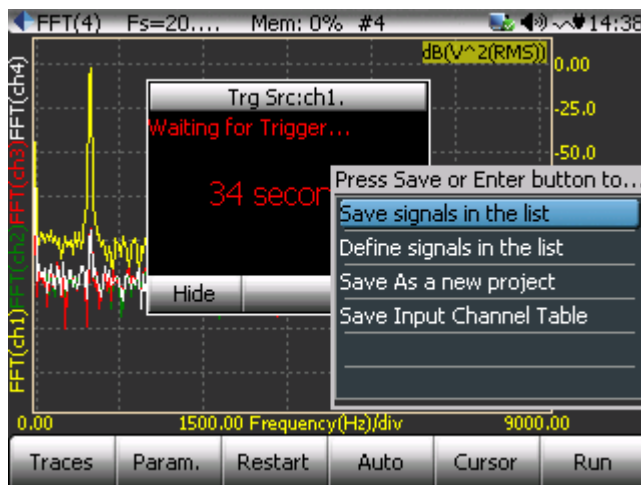 FFT(4) Fs=20.... Mem: 0% #4 14:38
dB(V^2(RMS))
0.00
-25.0
-50.0
FFT(ch1)FFT(ch2)FFT(ch3)FFT(ch4)
Trg Src:ch1.
Waiting for Trigger...
34 secon
Hide
Press Save or Enter button to...
Save signals in the list
Define signals in the list
Save As a new project
Save Input Channel Table
0.00 1500.00 Frequency(Hz)/div 9000.00
Traces Param. Restart Auto Cursor Run